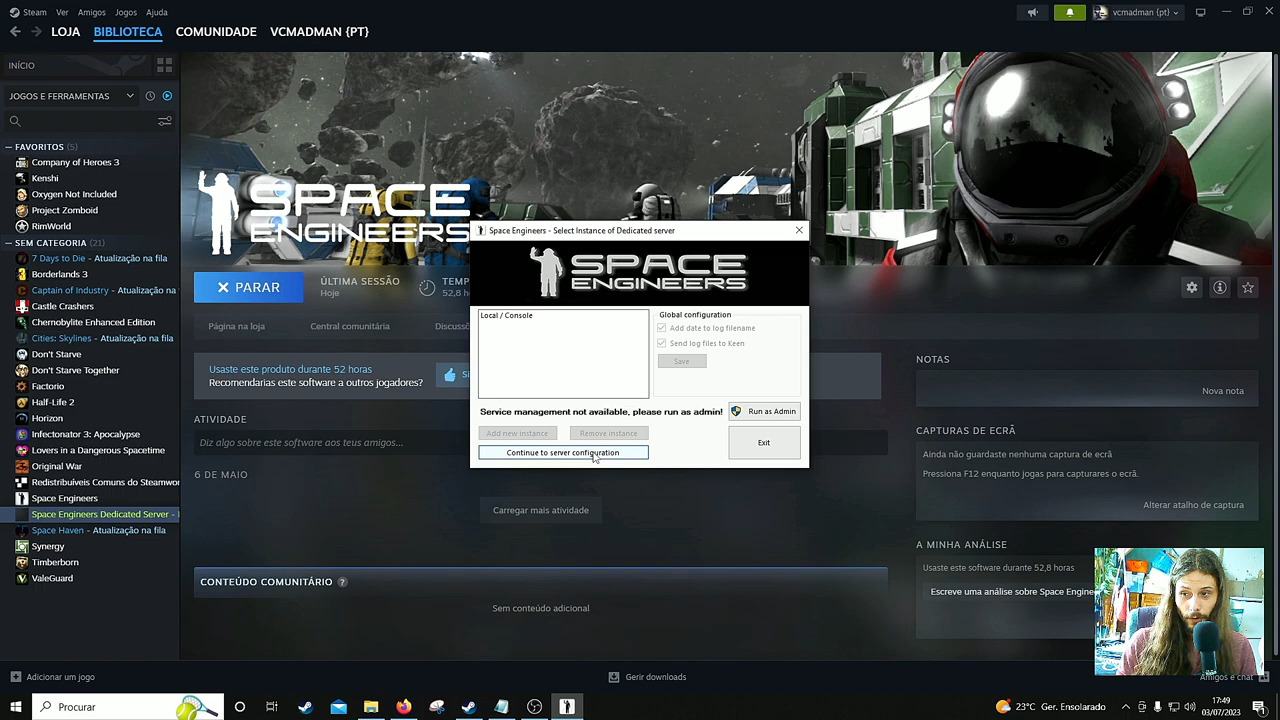 Steam Ver Amigos Jogos Ajuda
vcmadman {pt}
LOJA BIBLIOTECA COMUNIDADE VCMADMAN {PT}
INÍCIO
JOGOS E FERRAMENTAS
FAVORITOS (5)
Company of Heroes 3
Kenshi
Oxygen Not Included
Project Zomboid
RimWorld
SEM CATEGORIA (21)
7 Days to Die - Atualização na fila
Borderlands 3
Captain of Industry - Atualização na
Castle Crashers
Chernobylite Enhanced Edition
Cities: Skylines - Atualização na fila
Don't Starve
Don't Starve Together
Factorio
Half-Life 2
Horizon
Infectonator 3: Apocalypse
Lovers in a Dangerous Spacetime
Original War
Redistribuíveis Comuns do Steamwor
Space Engineers
Space Engineers Dedicated Server -
Space Haven - Atualização na fila
Synergy
Timberborn
ValeGuard
SPACE
ENGINEERS
PARAR
ÚLTIMA SESSÃO
Hoje
TEMP
52,8 h
Página na loja
Central comunitária
Discussõ
Usaste este produto durante 52 horas
Recomendarias este software a outros jogadores?
Si
ATIVIDADE
Diz algo sobre este software aos teus amigos...
6 DE MAIO
Carregar mais atividade
CONTEÚDO COMUNITÁRIO ?
Sem conteúdo adicional
Space Engineers - Select Instance of Dedicated server
SPACE
ENGINEERS
Local / Console
Global configuration
Add date to log filename
Send log files to Keen
Save
Service management not available, please run as admin!
Run as Admin
Add new instance
Remove instance
Continue to server configuration
Exit
NOTAS
Nova nota
CAPTURAS DE ECRÃ
Ainda não guardaste nenhuma captura de ecrã
Pressiona F12 enquanto jogas para capturares o ecrã.
Alterar atalho de captura
A MINHA ANÁLISE
Usaste este software durante 52,8 horas
Escreve uma análise sobre Space Engine
Adicionar um jogo
Gerir downloads
Amigos e chat
Procurar
23°C Ger. Ensolarado
17:49
03/07/2023